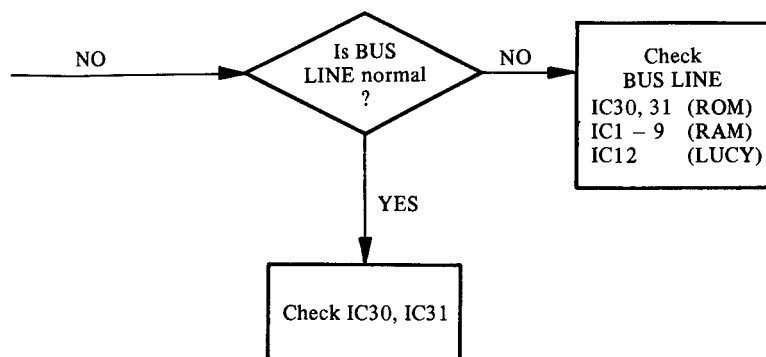 NO
Is BUS
LINE normal
?
NO
Check
BUS LINE
IC30, 31 (ROM)
IC1 – 9 (RAM)
IC12 (LUCY)
YES
Check IC30, IC31